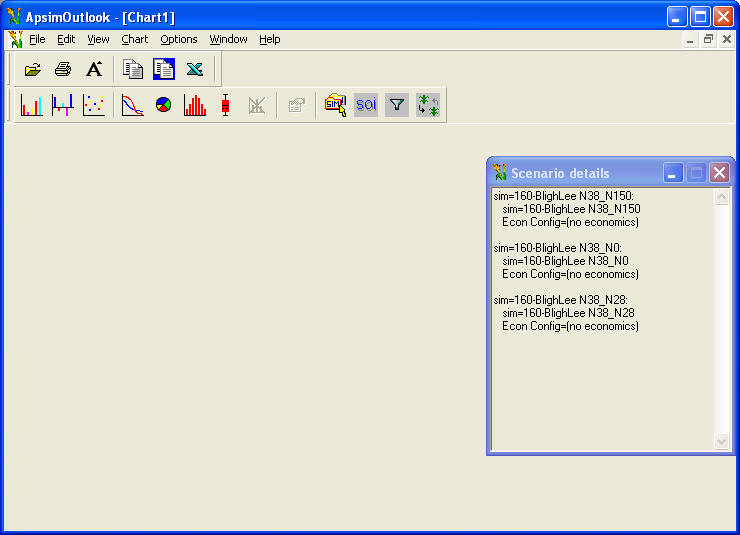 ApsimOutlook - [Chart1]
File Edit View Chart Options Window Help
A
SIM SOI
Scenario details
sim=160-BlighLee N38_N150:
sim=160-BlighLee N38_N150
Econ Config=(no economics)
sim=160-BlighLee N38_N0:
sim=160-BlighLee N38_N0
Econ Config=(no economics)
sim=160-BlighLee N38_N28:
sim=160-BlighLee N38_N28
Econ Config=(no economics)